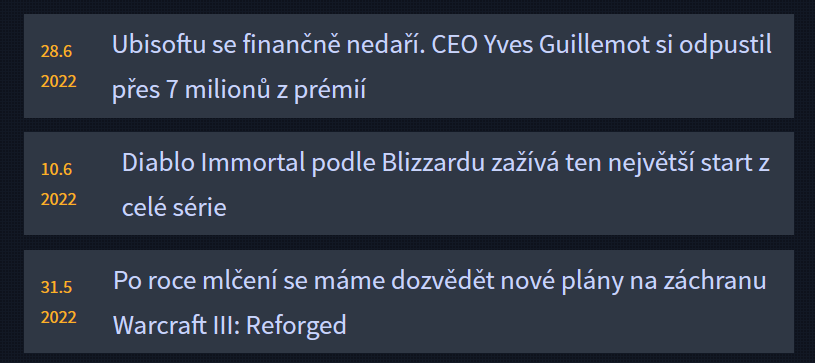 28.6
2022
Ubisoftu se finančně nedaří. CEO Yves Guillemot si odpustil
přes 7 milionů z prémií
10.6
2022
Diablo Immortal podle Blizzardu zažívá ten největší start z
celé série
31.5
2022
Po roce mlčení se máme dozvědět nové plány na záchranu
Warcraft III: Reforged